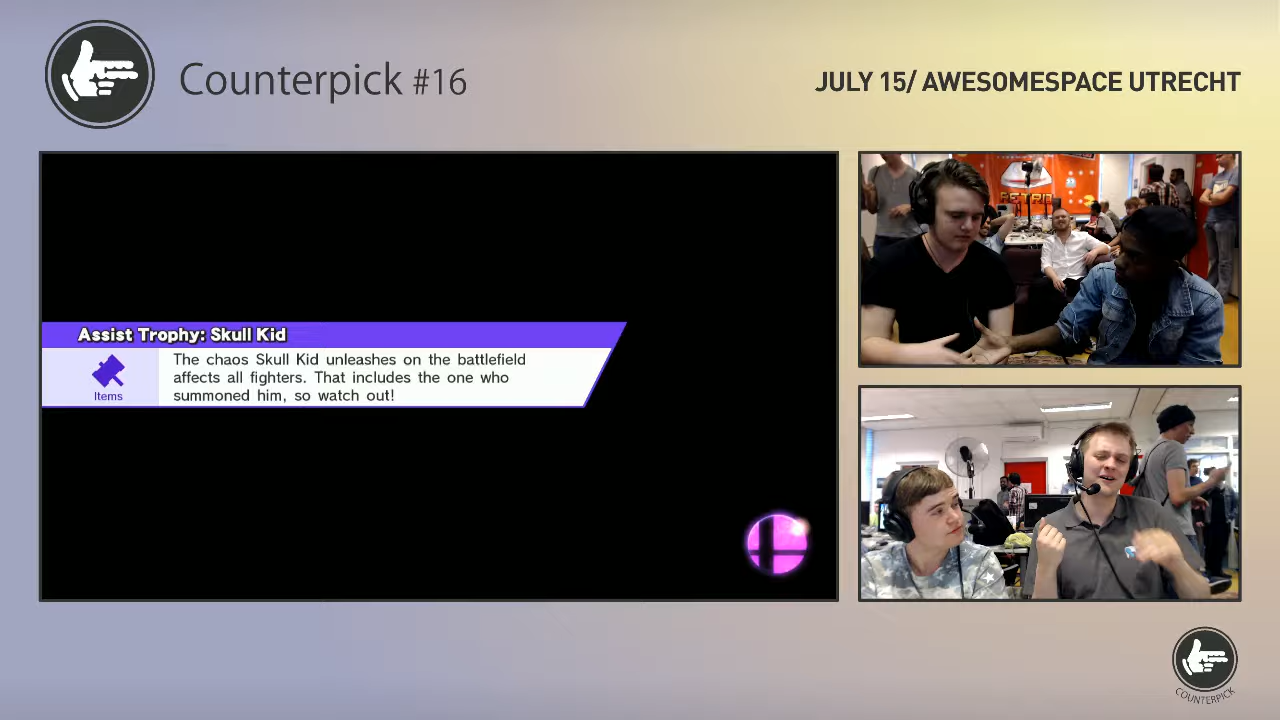 Counterpick #16
JULY 15/ AWESOMESPACE UTRECHT
RETRO
Assist Trophy: Skull Kid
The chaos Skull Kid unleashes on the battlefield
affects all fighters. That includes the one who
summoned him, so watch out!
Items
COUNTERPICK